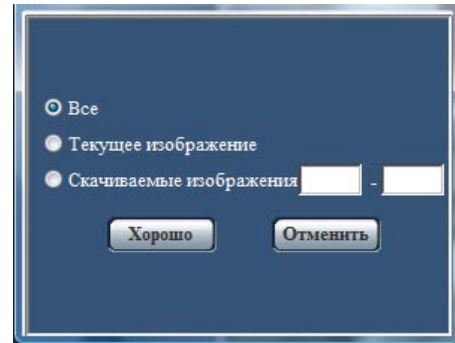 Все
Текущее изображение
Скачиваемые изображения -
Хорошо Отменить